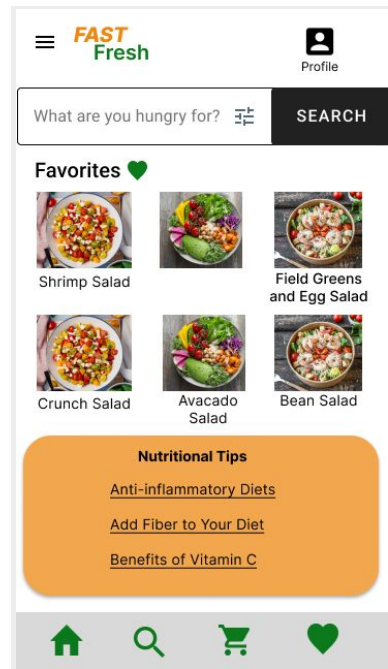 FAST
Fresh
Profile
What are you hungry for?
SEARCH
Favorites
Shrimp Salad
Field Greens
and Egg Salad
Crunch Salad
Avacado
Salad
Bean Salad
Nutritional Tips
Anti-inflammatory Diets
Add Fiber to Your Diet
Benefits of Vitamin C